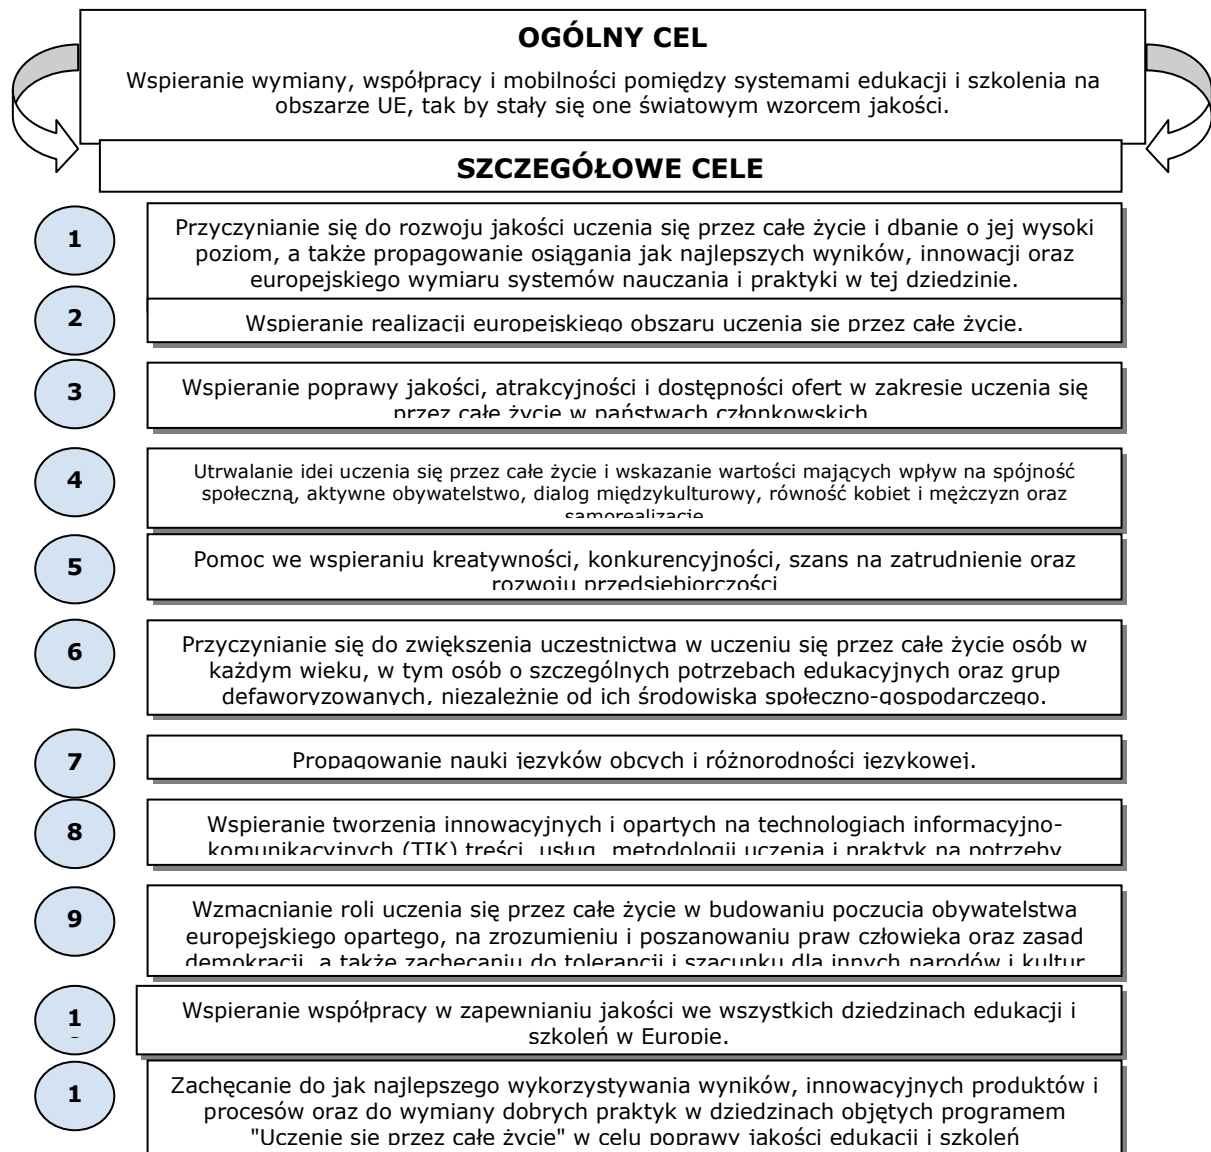 OGÓLNY CEL
Wspieranie wymiany, współpracy i mobilności pomiędzy systemami edukacji i szkolenia na
obszarze UE, tak by stały się one światowym wzorcem jakości.
SZCZEGÓŁOWE CELE
1
Przyczynianie się do rozwoju jakości uczenia się przez całe życie i dbanie o jej wysoki
poziom, a także propagowanie osiągania jak najlepszych wyników, innowacji oraz
europejskiego wymiaru systemów nauczania i praktyki w tej dziedzinie.
2
Wspieranie realizacji europejskiego obszaru uczenia się przez całe życie.
3
Wspieranie poprawy jakości, atrakcyjności i dostępności ofert w zakresie uczenia się
przez całe życie w państwach członkowskich
4
Utrwalanie idei uczenia się przez całe życie i wskazanie wartości mających wpływ na spójność
społeczną, aktywne obywatelstwo, dialog międzykulturowy, równość kobiet i mężczyzn oraz
samorealizację
5
Pomoc we wspieraniu kreatywności, konkurencyjności, szans na zatrudnienie oraz
rozwoju przedsiębiorczości
6
Przyczynianie się do zwiększenia uczestnictwa w uczeniu się przez całe życie osób w
każdym wieku, w tym osób o szczególnych potrzebach edukacyjnych oraz grup
defaworyzowanych, niezależnie od ich środowiska społeczno-gospodarczego.
7
Propagowanie nauki języków obcych i różnorodności językowej.
8
Wspieranie tworzenia innowacyjnych i opartych na technologiach informacyjno-
komunikacyjnych (TIK) treści, usług, metodologii uczenia i praktyk na potrzeby
9
Wzmacnianie roli uczenia się przez całe życie w budowaniu poczucia obywatelstwa
europejskiego opartego, na zrozumieniu i poszanowaniu praw człowieka oraz zasad
demokracji, a także zachęcaniu do tolerancji i szacunku dla innych narodów i kultur
1
Wspieranie współpracy w zapewnianiu jakości we wszystkich dziedzinach edukacji i
szkoleń w Europie.
1
Zachęcanie do jak najlepszego wykorzystywania wyników, innowacyjnych produktów i
procesów oraz do wymiany dobrych praktyk w dziedzinach objętych programem
"Uczenie się przez całe życie" w celu poprawy jakości edukacji i szkoleń